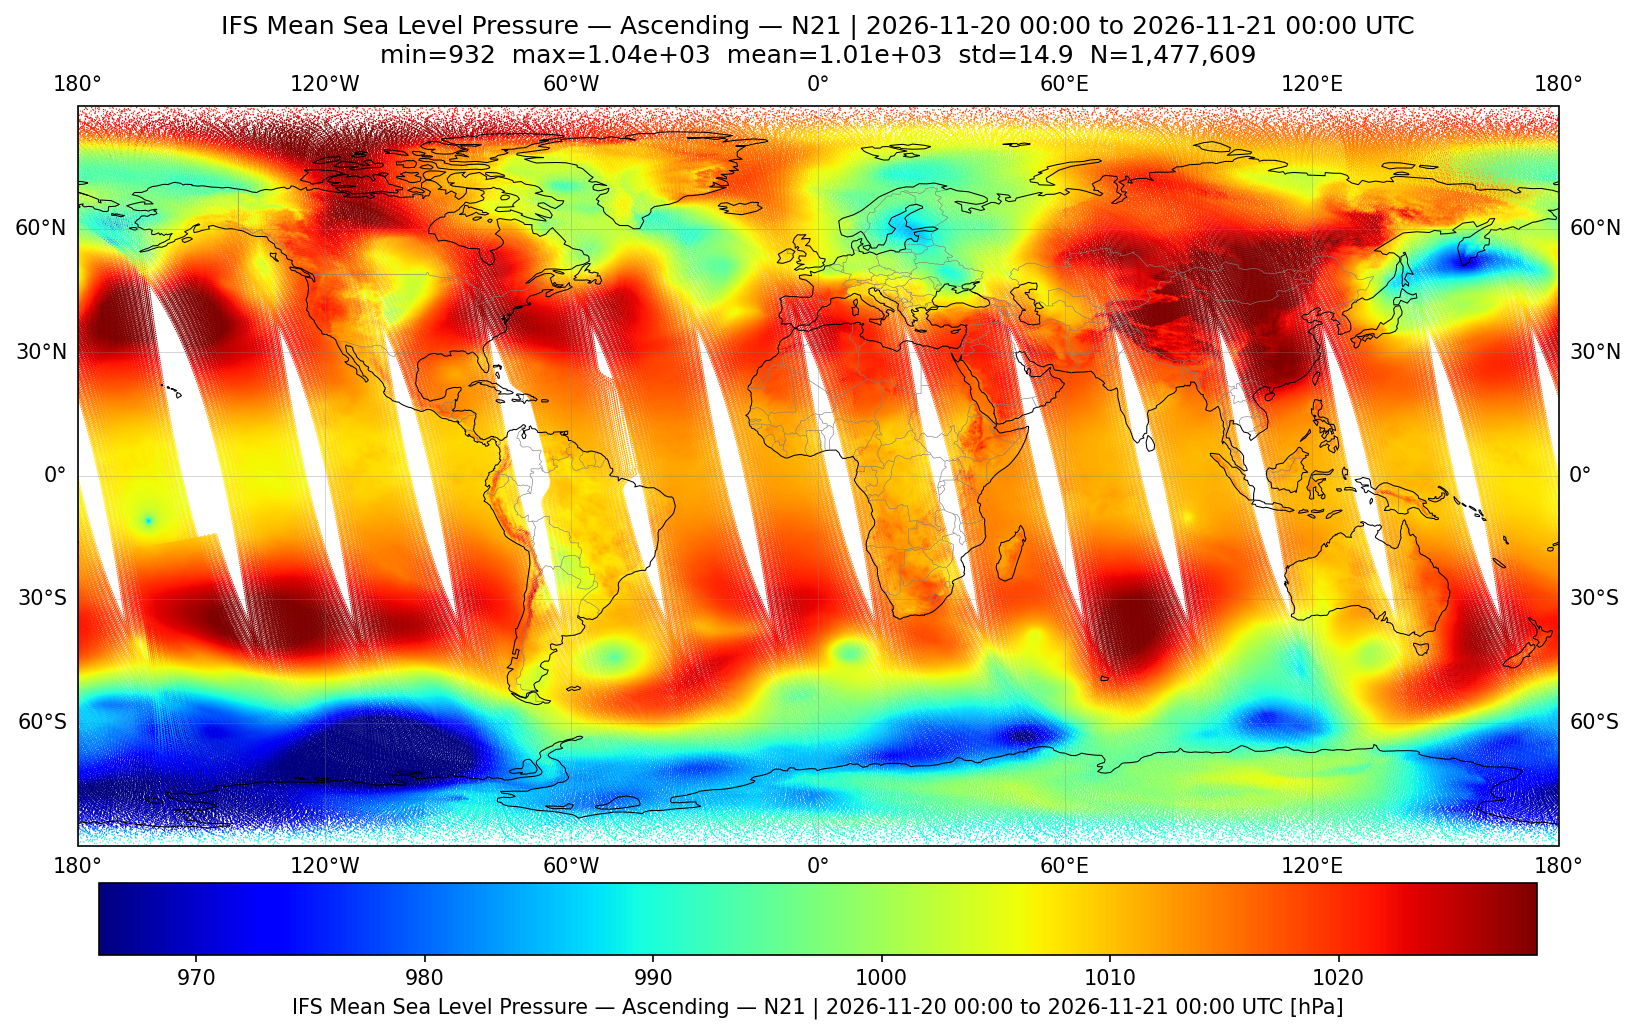 IFS Mean Sea Level Pressure — Ascending — N21 | 2026-11-20 00:00 to 2026-11-21 00:00 UTC
min=932  max=1.04e+03  mean=1.01e+03  std=14.9  N=1,477,609
180° 120°W 60°W 0° 60°E 120°E 180°
60°N 60°N
30°N 30°N
0° 0°
30°S 30°S
60°S 60°S
180° 120°W 60°W 0° 60°E 120°E 180°
970 980 990 1000 1010 1020
IFS Mean Sea Level Pressure — Ascending — N21 | 2026-11-20 00:00 to 2026-11-21 00:00 UTC [hPa]